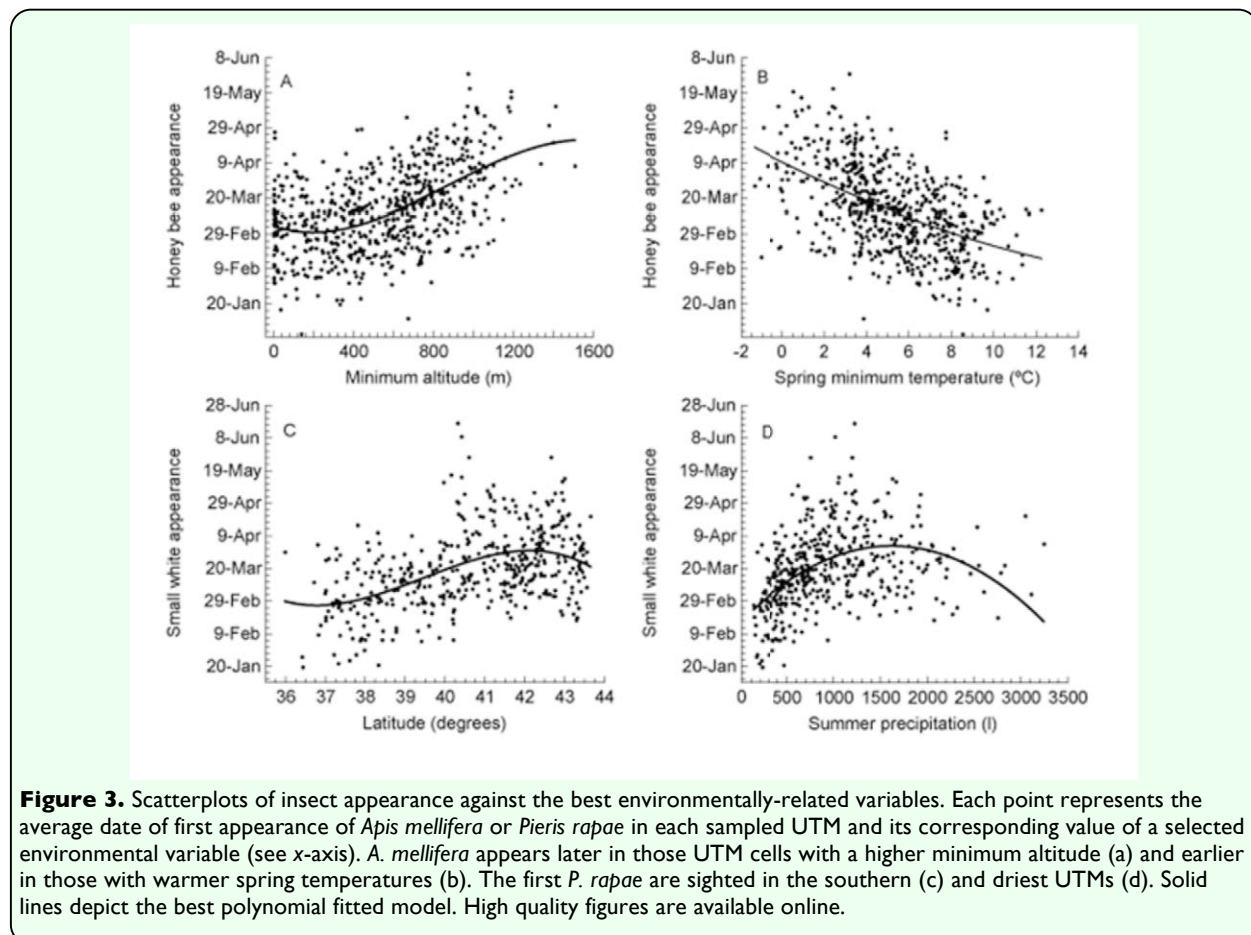 8-Jun
19-May
29-Apr
9-Apr
20-Mar
29-Feb
9-Feb
20-Jan
Honey bee appearance
A
0 400 800 1200 1600
Minimum altitude (m)
8-Jun
19-May
29-Apr
9-Apr
20-Mar
29-Feb
9-Feb
20-Jan
Honey bee appearance
B
-2 0 2 4 6 8 10 12 14
Spring minimum temperature (ºC)
28-Jun
8-Jun
19-May
29-Apr
9-Apr
20-Mar
29-Feb
9-Feb
20-Jan
Small white appearance
C
36 37 38 39 40 41 42 43 44
Latitude (degrees)
28-Jun
8-Jun
19-May
29-Apr
9-Apr
20-Mar
29-Feb
9-Feb
20-Jan
Small white appearance
D
0 500 1000 1500 2000 2500 3000 3500
Summer precipitation (l)
Figure 3. Scatterplots of insect appearance against the best environmentally-related variables. Each point represents the
average date of first appearance of Apis mellifera or Pieris rapae in each sampled UTM and its corresponding value of a selected
environmental variable (see x-axis). A. mellifera appears later in those UTM cells with a higher minimum altitude (a) and earlier
in those with warmer spring temperatures (b). The first P. rapae are sighted in the southern (c) and driest UTMs (d). Solid
lines depict the best polynomial fitted model. High quality figures are available online.